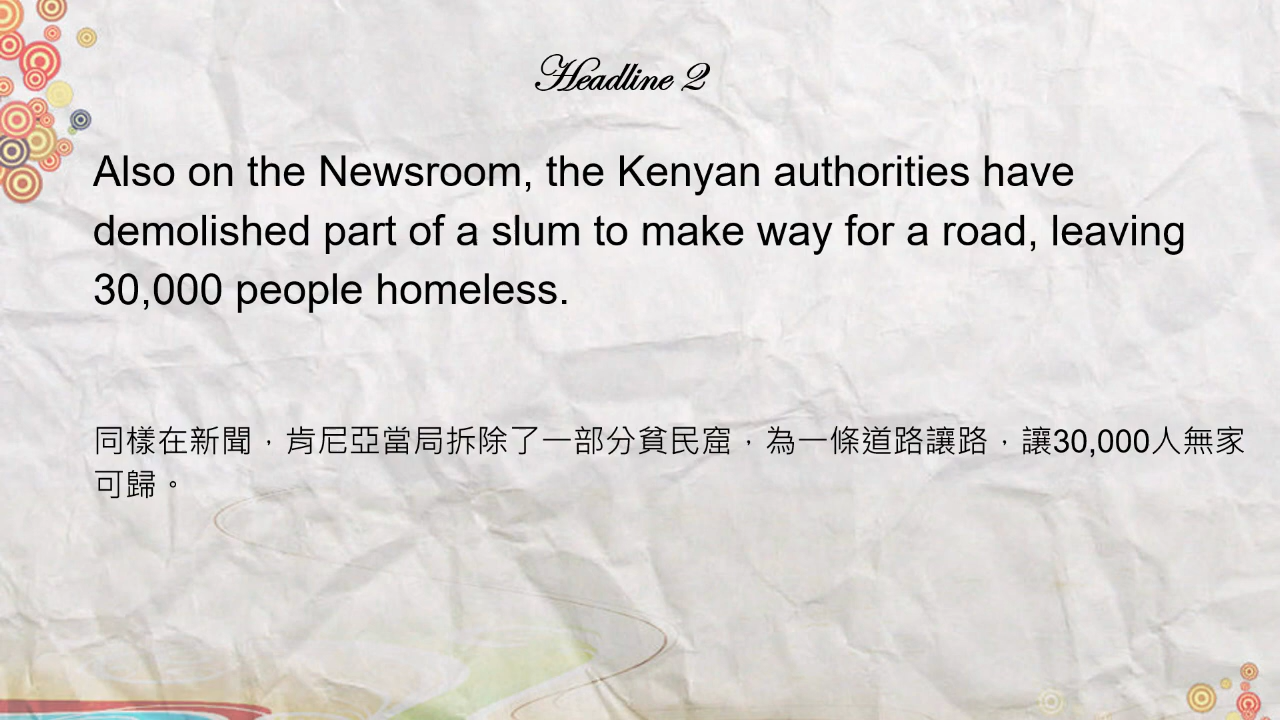 Headline 2
Also on the Newsroom, the Kenyan authorities have
demolished part of a slum to make way for a road, leaving
30,000 people homeless.
同樣在新聞，肯尼亞當局拆除了一部分貧民窟，為一條道路讓路，讓30,000人無家
可歸。